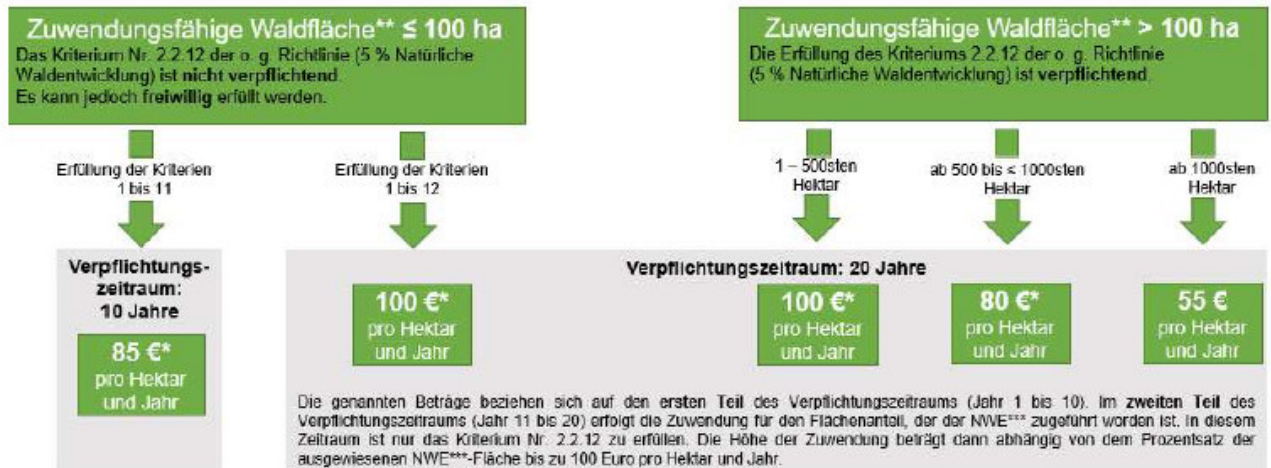 Zuwendungsfähige Waldfläche** ≤ 100 ha
Das Kriterium Nr. 2.2.12 der o. g. Richtlinie (5 % Natürliche
Waldentwicklung) ist nicht verpflichtend.
Es kann jedoch freiwillig erfüllt werden.
Zuwendungsfähige Waldfläche** > 100 ha
Die Erfüllung des Kriteriums 2.2.12 der o. g. Richtlinie
(5 % Natürliche Waldentwicklung) ist verpflichtend.
Erfüllung der Kriterien
1 bis 11
Erfüllung der Kriterien
1 bis 12
1 – 500sten
Hektar
ab 500 bis ≤ 1000sten
Hektar
ab 1000sten
Hektar
Verpflichtungs-
zeitraum:
10 Jahre
85 €*
pro Hektar
und Jahr
Verpflichtungszeitraum: 20 Jahre
100 €*
pro Hektar
und Jahr
100 €*
pro Hektar
und Jahr
80 €*
pro Hektar
und Jahr
55 €
pro Hektar
und Jahr
Die genannten Beträge beziehen sich auf den ersten Teil des Verpflichtungszeitraums (Jahr 1 bis 10). Im zweiten Teil des
Verpflichtungszeitraums (Jahr 11 bis 20) erfolgt die Zuwendung für den Flächenanteil, der der NWE*** zugeführt worden ist. In diesem
Zeitraum ist nur das Kriterium Nr. 2.2.12 zu erfüllen. Die Höhe der Zuwendung beträgt dann abhängig von dem Prozentsatz der
ausgewiesenen NWE***-Fläche bis zu 100 Euro pro Hektar und Jahr.